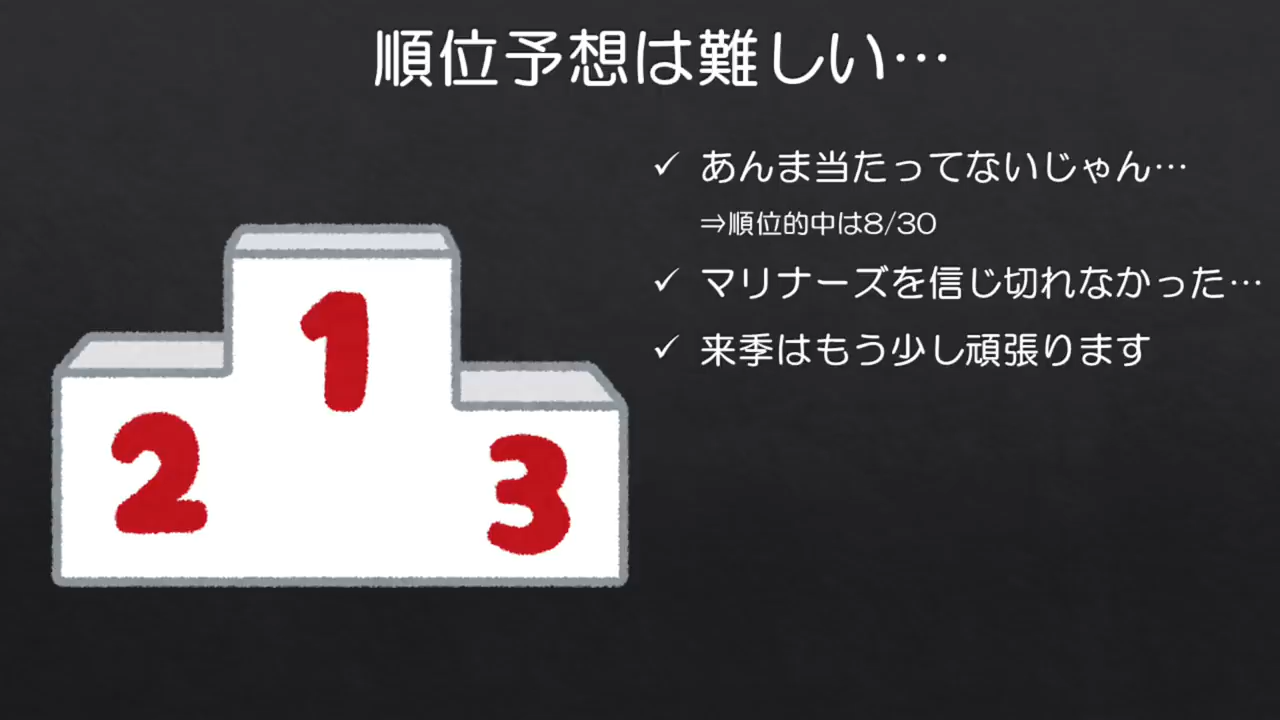 順位予想は難しい…
✓ あんま当たってないじゃん…
⇒順位的中は8/30
✓ マリナーズを信じ切れなかった…
✓ 来季はもう少し頑張ります
1
2
3